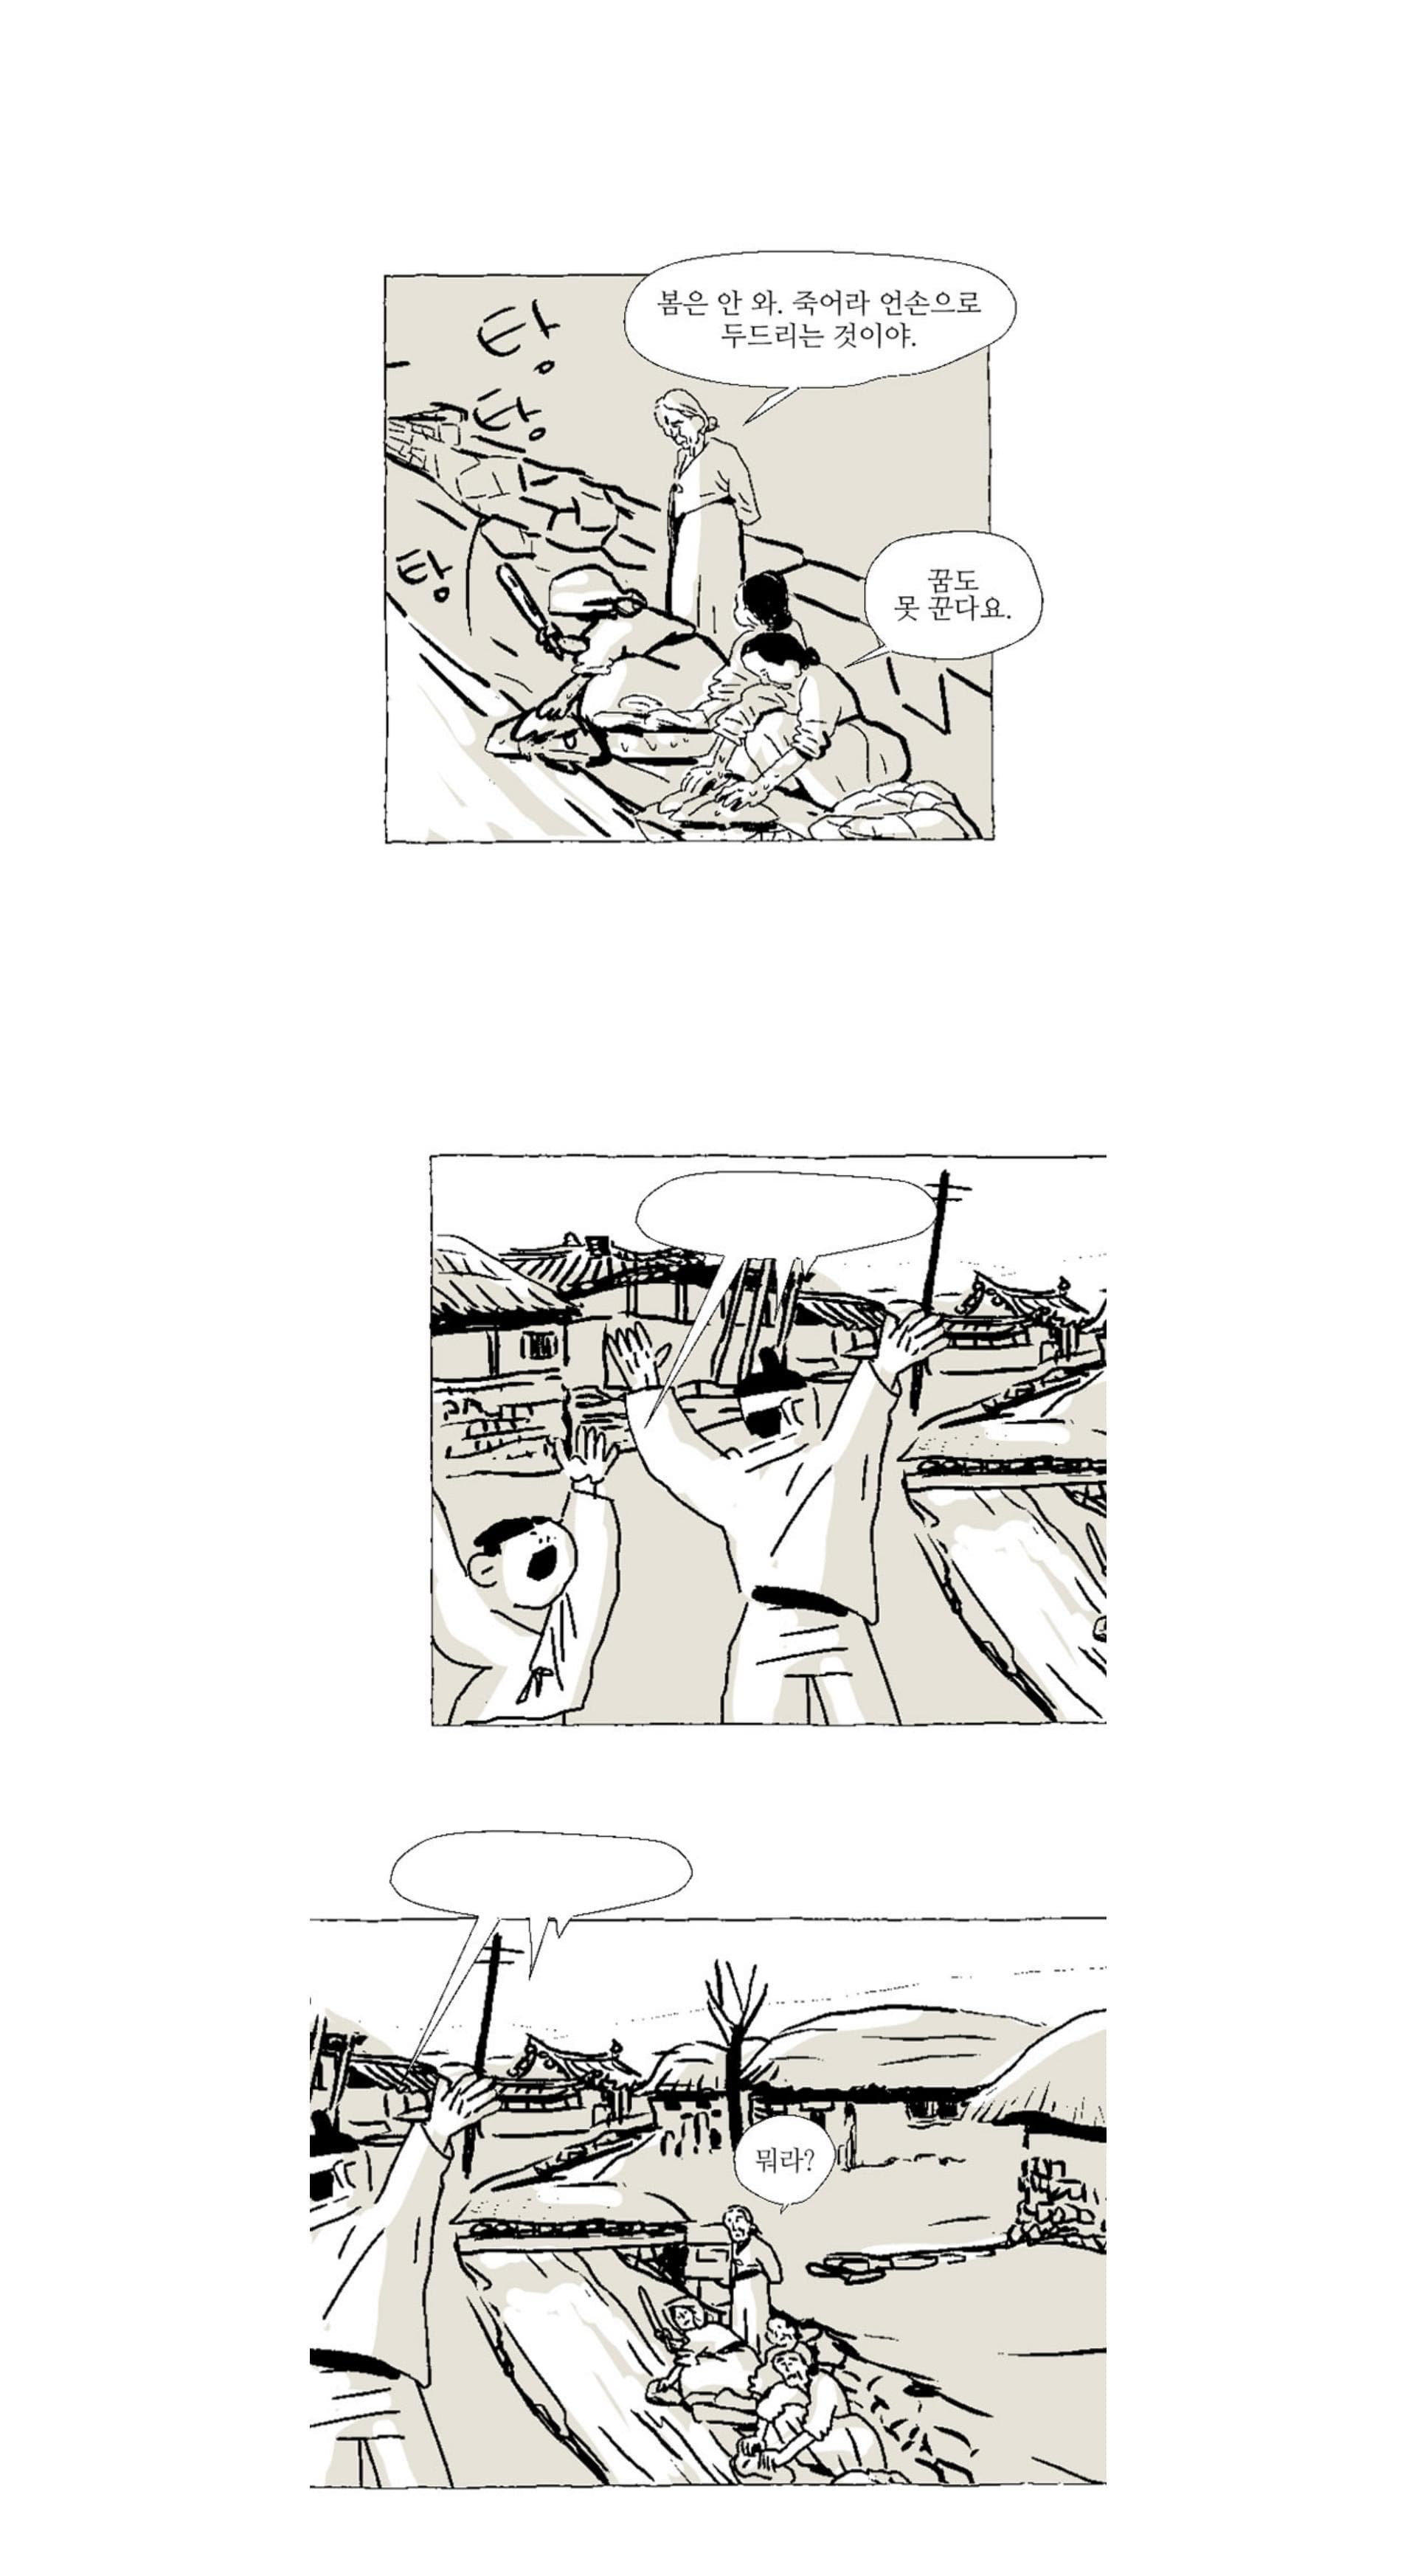 봄은 안 와. 죽어라 언손으로
두드리는 것이야.
탕
탕
탕
꿈도
못 꾼다요.
뭐라?